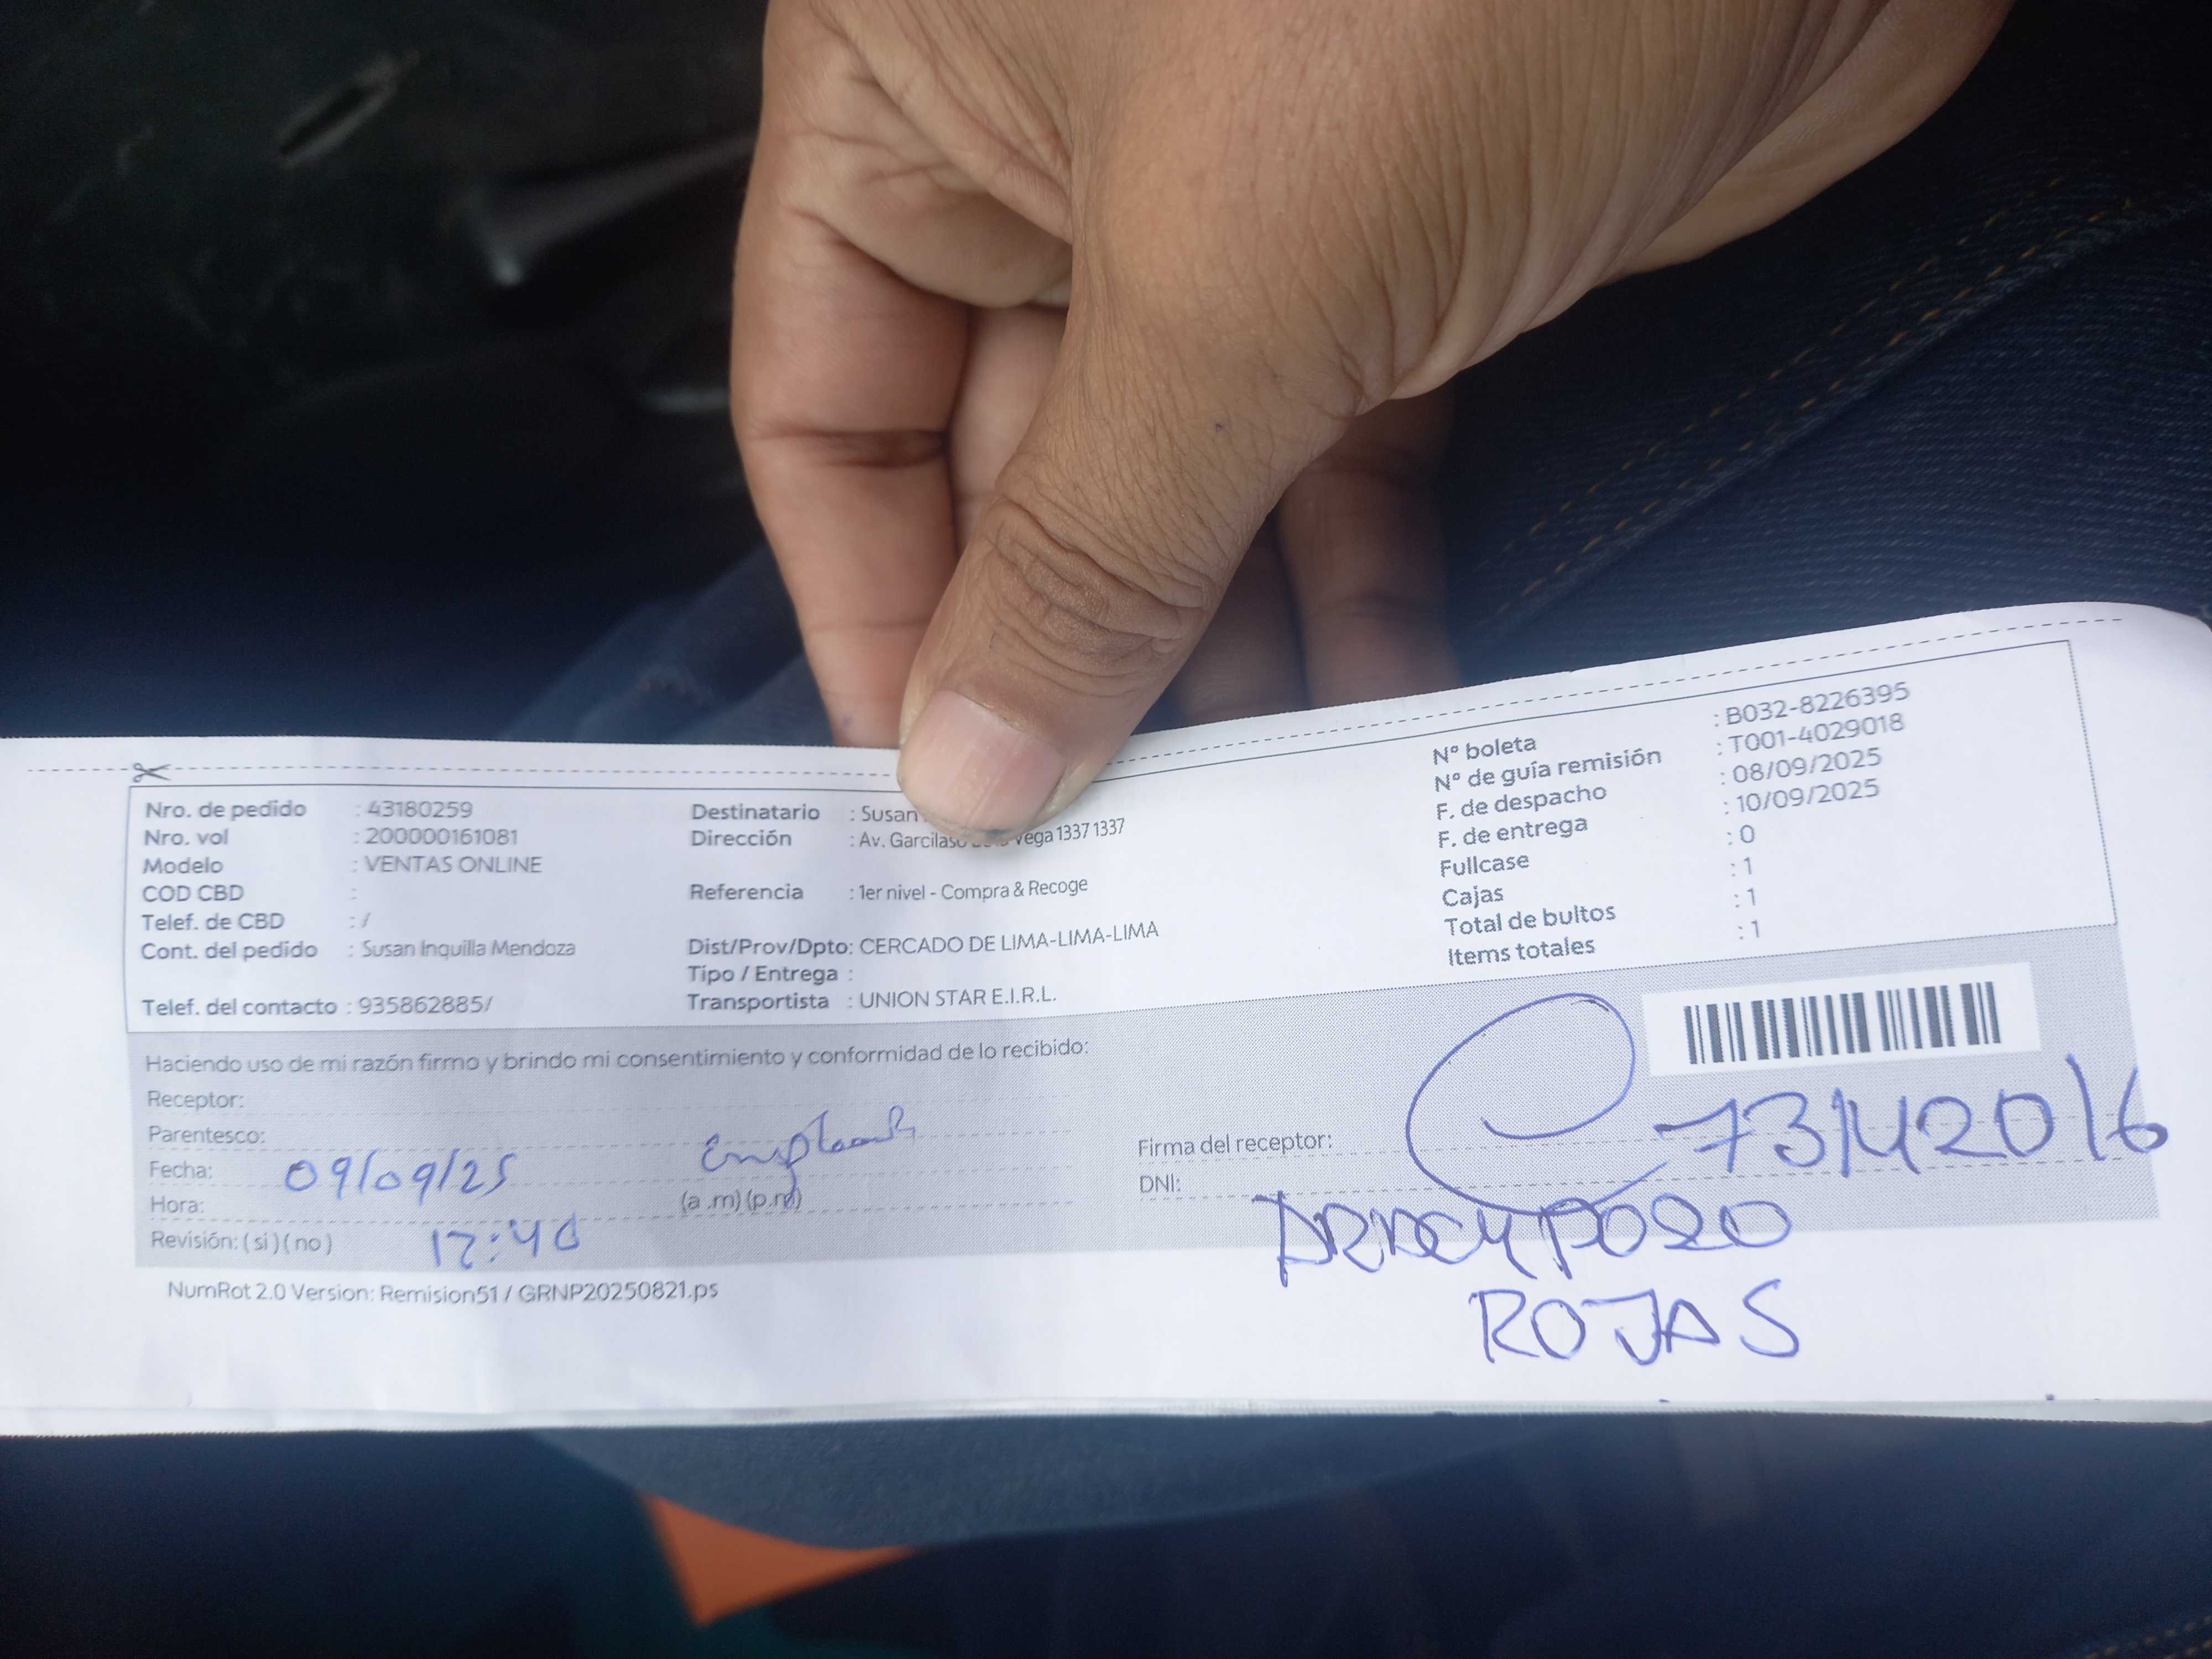 Nro. de pedido : 43180259
Nro. vol : 200000161081
Modelo : VENTAS ONLINE
COD CBD :
Telef. de CBD : /
Cont. del pedido : Susan Inquilla Mendoza
Telef. del contacto : 935862885/
Destinatario : Susan
Dirección : Av. Garcilaso Vega 1337 1337
Referencia : 1er nivel - Compra & Recoge
Dist/Prov/Dpto: CERCADO DE LIMA-LIMA-LIMA
Tipo / Entrega :
Transportista : UNION STAR E.I.R.L.
N° boleta : B032-8226395
N° de guía remisión : T001-4029018
F. de despacho : 08/09/2025
F. de entrega : 10/09/2025
Fullcase : 0
Cajas : 1
Total de bultos : 1
Items totales : 1
Haciendo uso de mi razón firmo y brindo mi consentimiento y conformidad de lo recibido:
Receptor:
Parentesco:
Fecha: 09/09/25
Hora: (a.m) (p.m)
Revisión: (si) (no) 12:40
Firma del receptor: 73142016
DNI:
POZO
ROJAS
NumRot 2.0 Version: Remision51 / GRNP20250821.ps